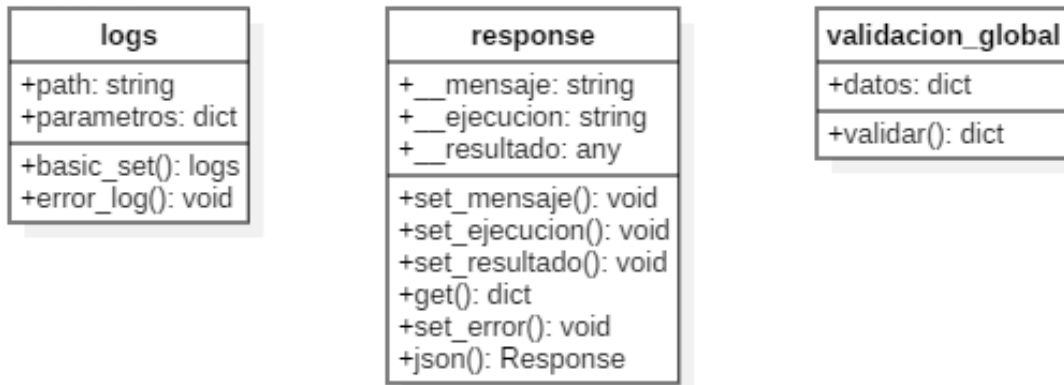 logs
+path: string
+parametros: dict
+basic_set(): logs
+error_log(): void
response
+__mensaje: string
+__ejecucion: string
+__resultado: any
+set_mensaje(): void
+set_ejecucion(): void
+set_resultado(): void
+get(): dict
+set_error(): void
+json(): Response
validacion_global
+datos: dict
+validar(): dict